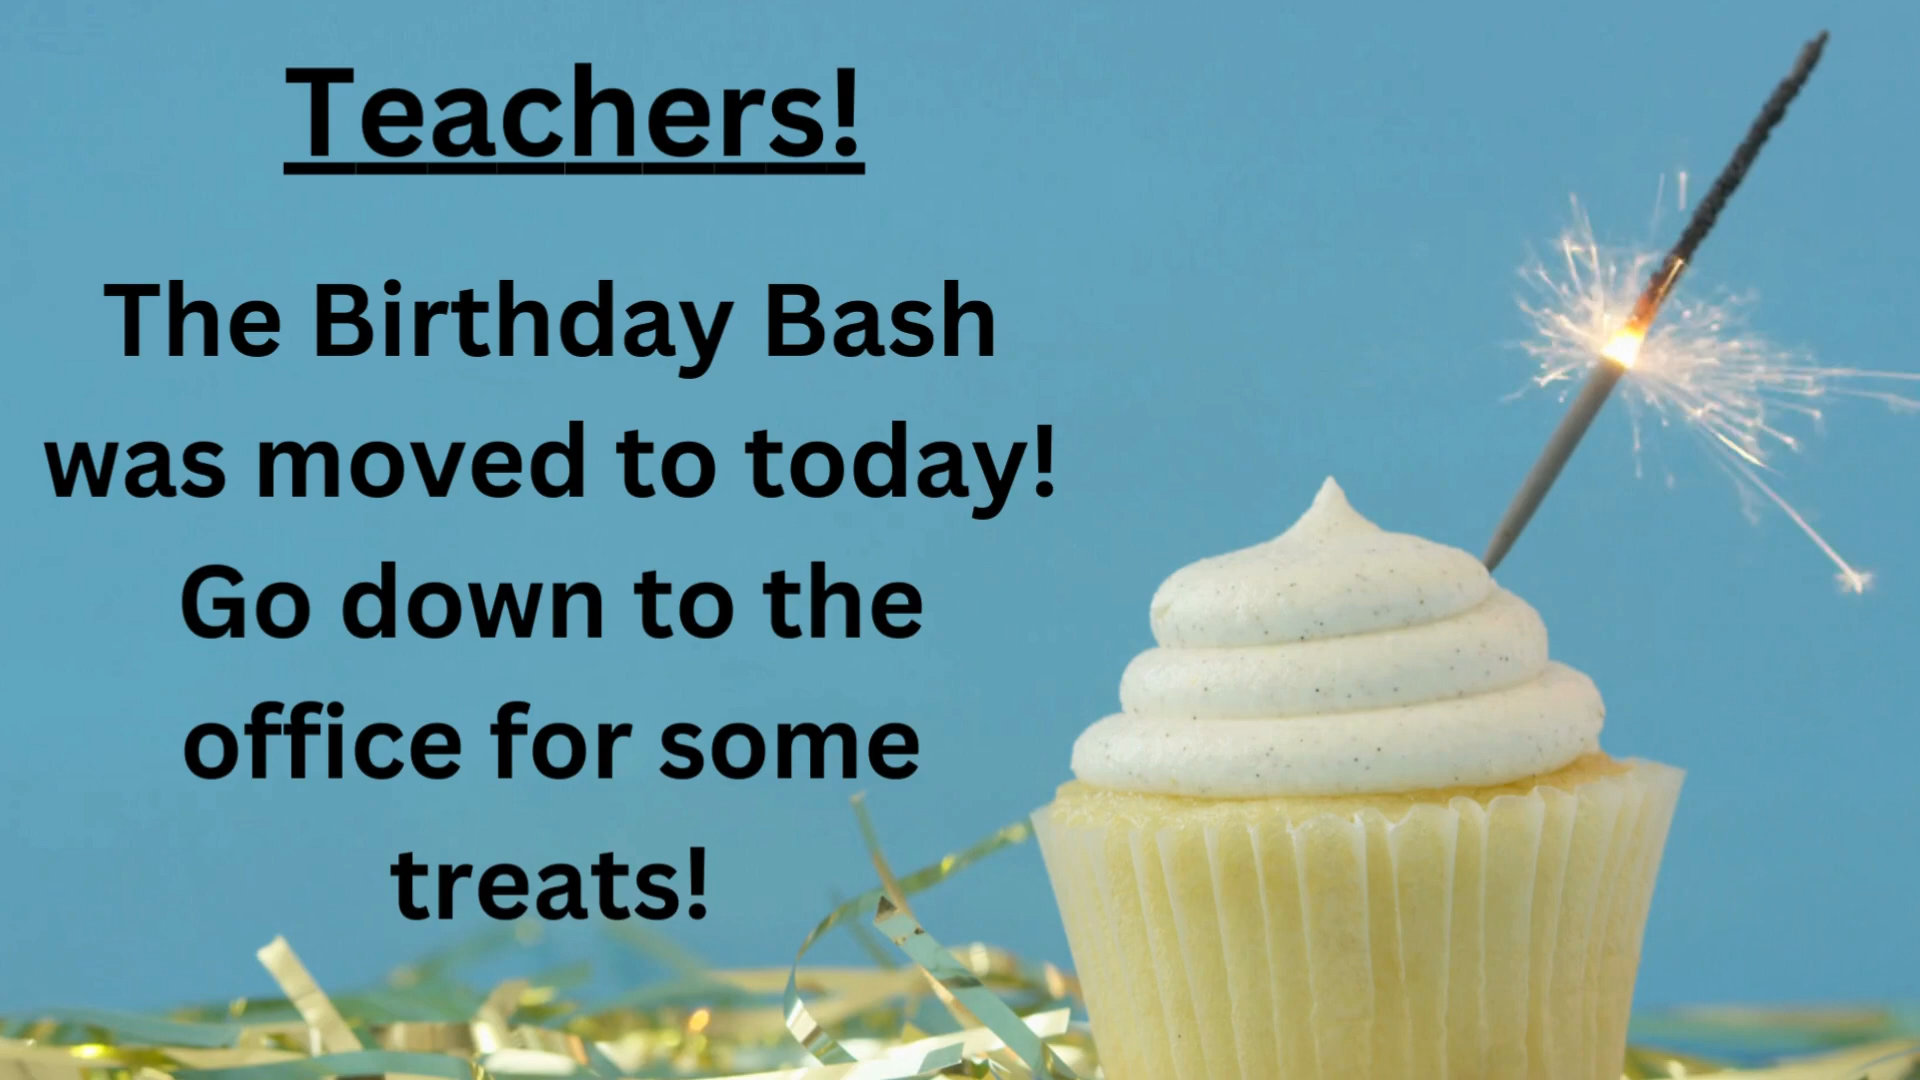 Teachers!
The Birthday Bash
was moved to today!
Go down to the
office for some
treats!